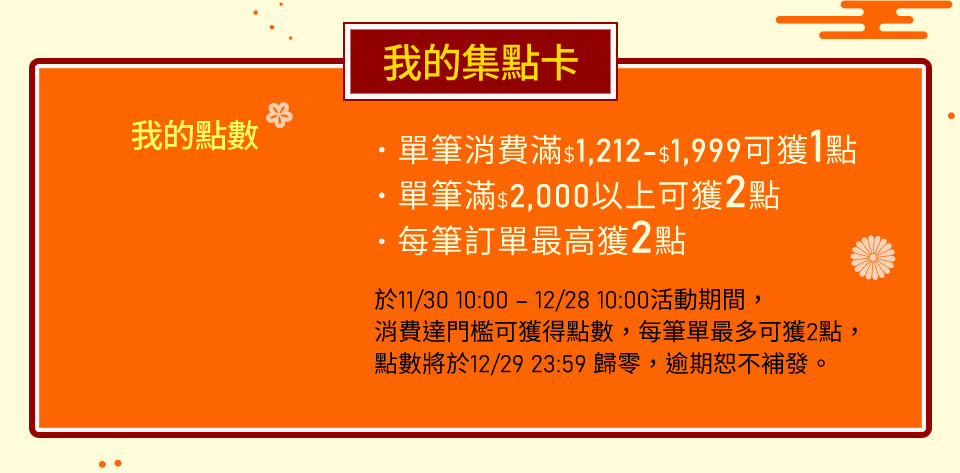 我的集點卡
我的點數
・單筆消費滿$1,212-$1,999可獲1點
・單筆滿$2,000以上可獲2點
・每筆訂單最高獲2點
於11/30 10:00 – 12/28 10:00活動期間，
消費達門檻可獲得點數，每筆單最多可獲2點，
點數將於12/29 23:59 歸零，逾期恕不補發。